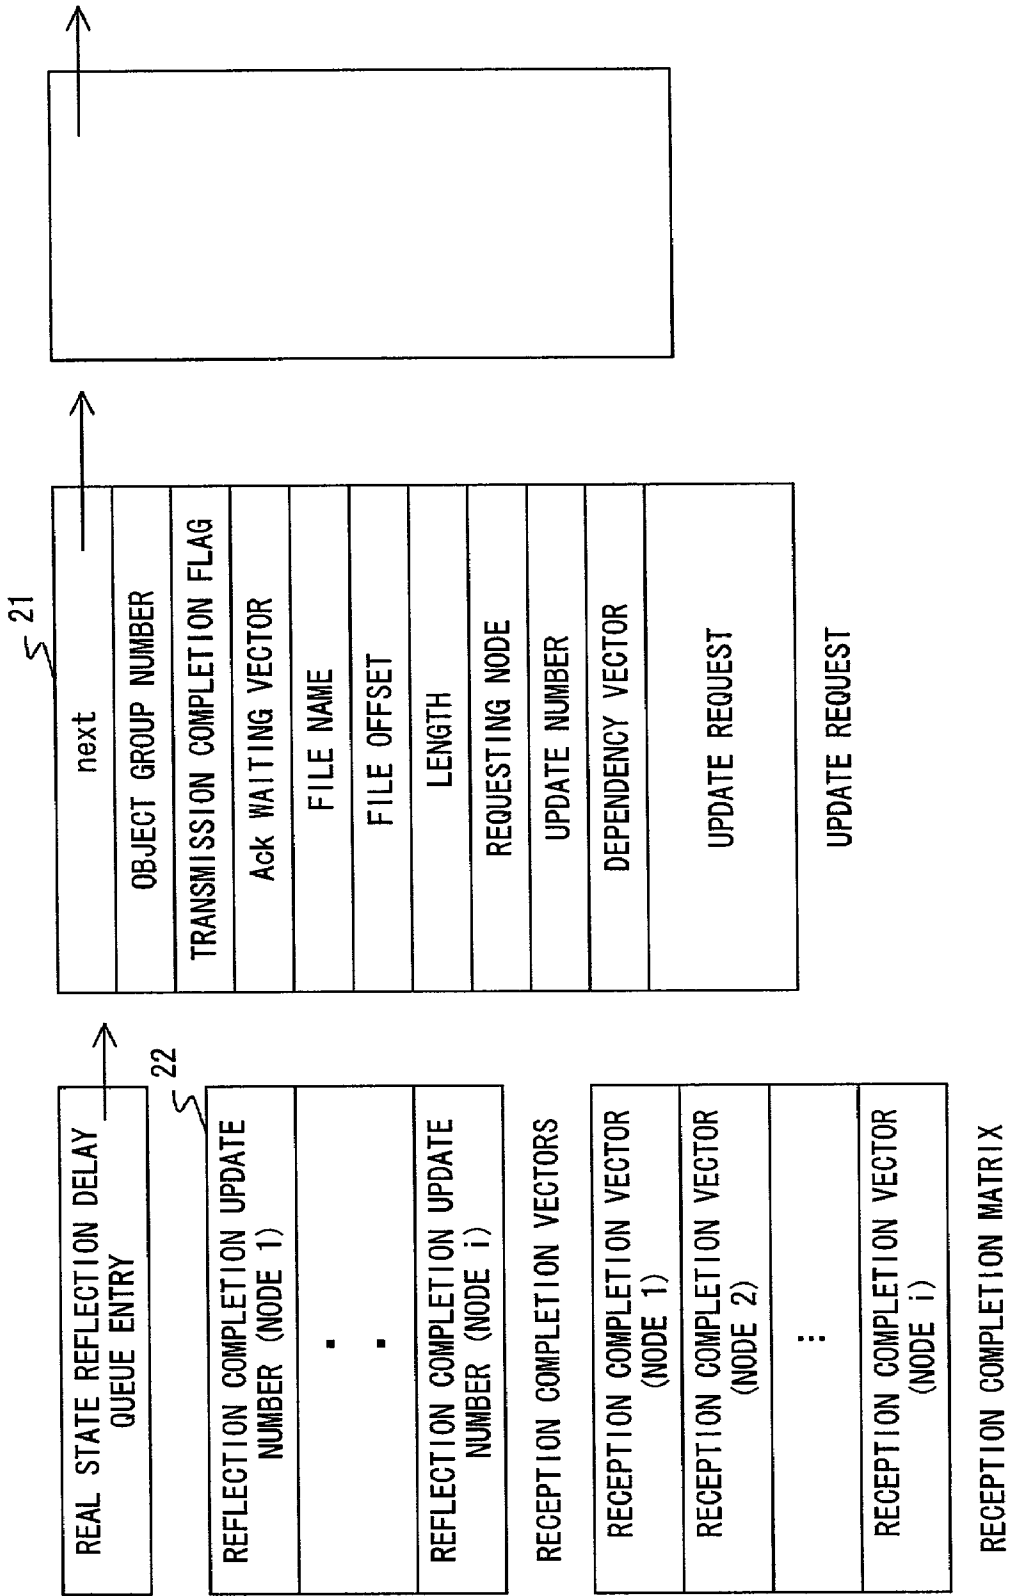 REAL STATE REFLECTION DELAY
QUEUE ENTRY
22
REFLECTION COMPLETION UPDATE
NUMBER (NODE 1)
REFLECTION COMPLETION UPDATE
NUMBER (NODE i)
RECEPTION COMPLETION VECTORS
RECEPTION COMPLETION VECTOR
(NODE 1)
RECEPTION COMPLETION VECTOR
(NODE 2)
RECEPTION COMPLETION VECTOR
(NODE i)
RECEPTION COMPLETION MATRIX
21
next
OBJECT GROUP NUMBER
TRANSMISSION COMPLETION FLAG
Ack WAITING VECTOR
FILE NAME
FILE OFFSET
LENGTH
REQUESTING NODE
UPDATE NUMBER
DEPENDENCY VECTOR
UPDATE REQUEST
UPDATE REQUEST